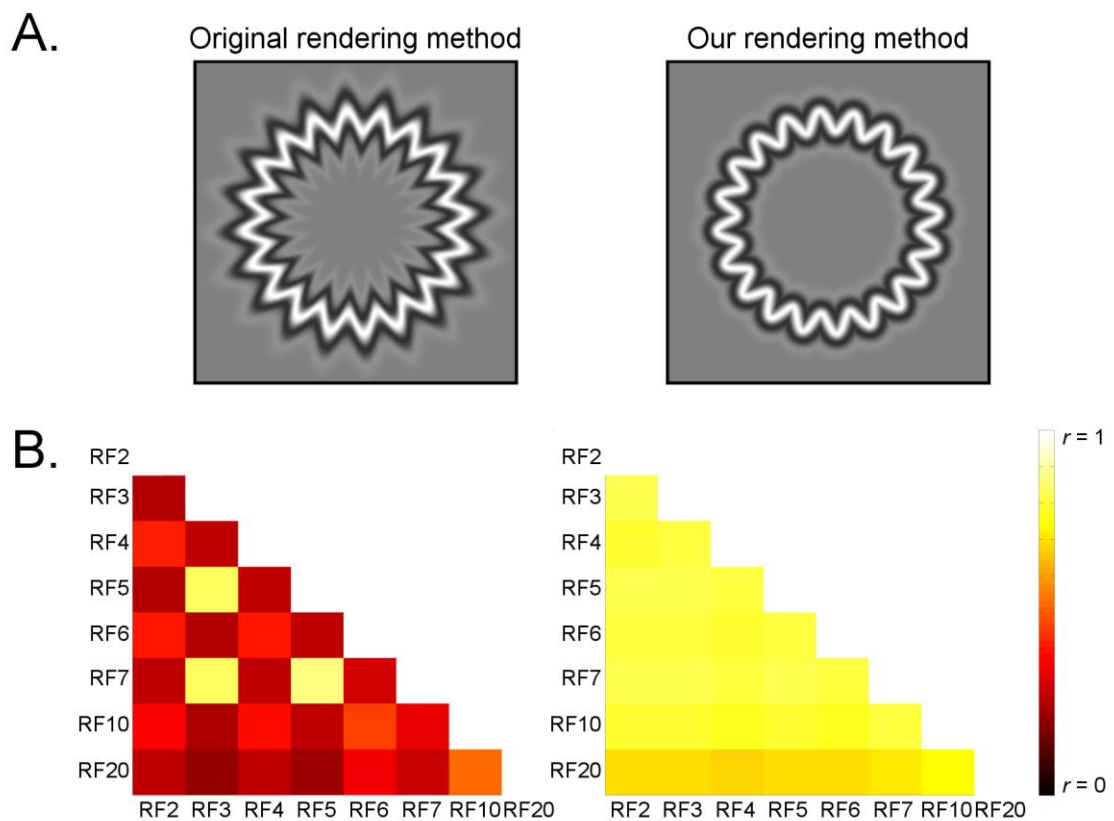 A.
Original rendering method
Our rendering method
B.
RF2
RF3
RF4
RF5
RF6
RF7
RF10
RF20
RF2 RF3 RF4 RF5 RF6 RF7 RF10 RF20
RF2
RF3
RF4
RF5
RF6
RF7
RF10
RF20
RF2 RF3 RF4 RF5 RF6 RF7 RF10 RF20
r = 1
r = 0